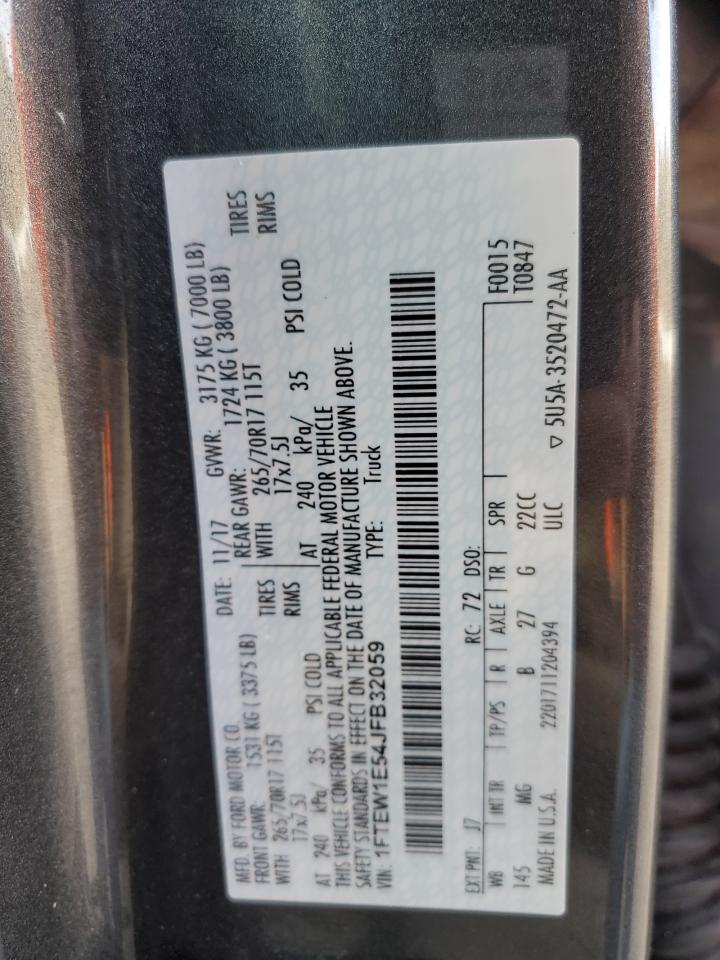 MFD. BY FORD MOTOR CO. DATE: 11/17 GVWR: 3175 KG ( 7000 LB)
FRONT GAWR: 1531 KG ( 3375 LB) REAR GAWR: 1724 KG ( 3800 LB)
WITH 265/70R17 115T TIRES WITH 265/70R17 115T TIRES
17x7.5J RIMS 17x7.5J RIMS
AT 240 kPa/ 35 PSI COLD AT 240 kPa/ 35 PSI COLD
THIS VEHICLE CONFORMS TO ALL APPLICABLE FEDERAL MOTOR VEHICLE
SAFETY STANDARDS IN EFFECT ON THE DATE OF MANUFACTURE SHOWN ABOVE.
VIN: 1FTEW1E54JFB32059 TYPE: Truck
EXT PNT: J7 RC: 72 DSO:
WB INT TR TP/PS R AXLE TR SPR F0015
145 MG B 27 G 22CC T0847
MADE IN U.S.A. 2201711204394 ULC ▽ 5U5A-3520472-AA